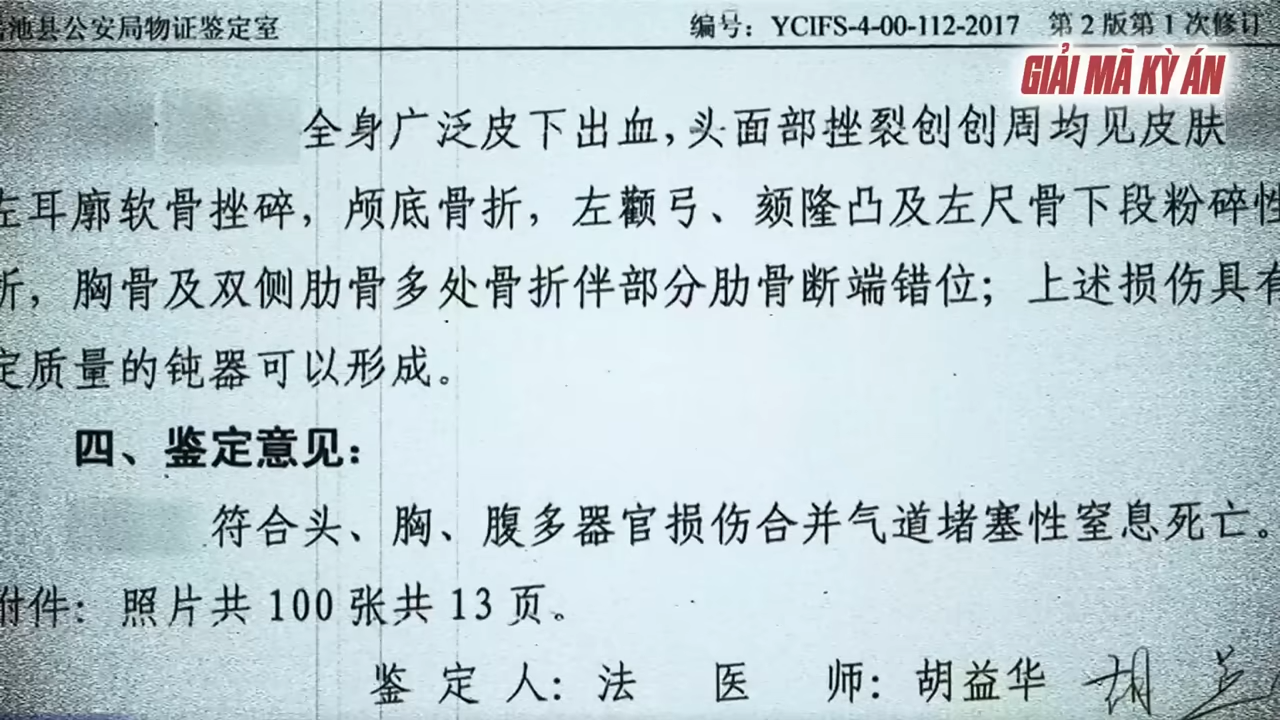 池县公安局物证鉴定室 编号：YCIFS-4-00-112-2017 第2版第1次修订
GIẢI MÃ KỲ ÁN
全身广泛皮下出血，头面部挫裂创创周均见皮肤
左耳廓软骨挫碎，颅底骨折，左颧弓、颏隆凸及左尺骨下段粉碎性
折，胸骨及双侧肋骨多处骨折伴部分肋骨断端错位；上述损伤具有
定质量的钝器可以形成。
四、鉴定意见：
符合头、胸、腹多器官损伤合并气道堵塞性窒息死亡。
附件：照片共100张共13页。
鉴定人：法医师：胡益华 胡